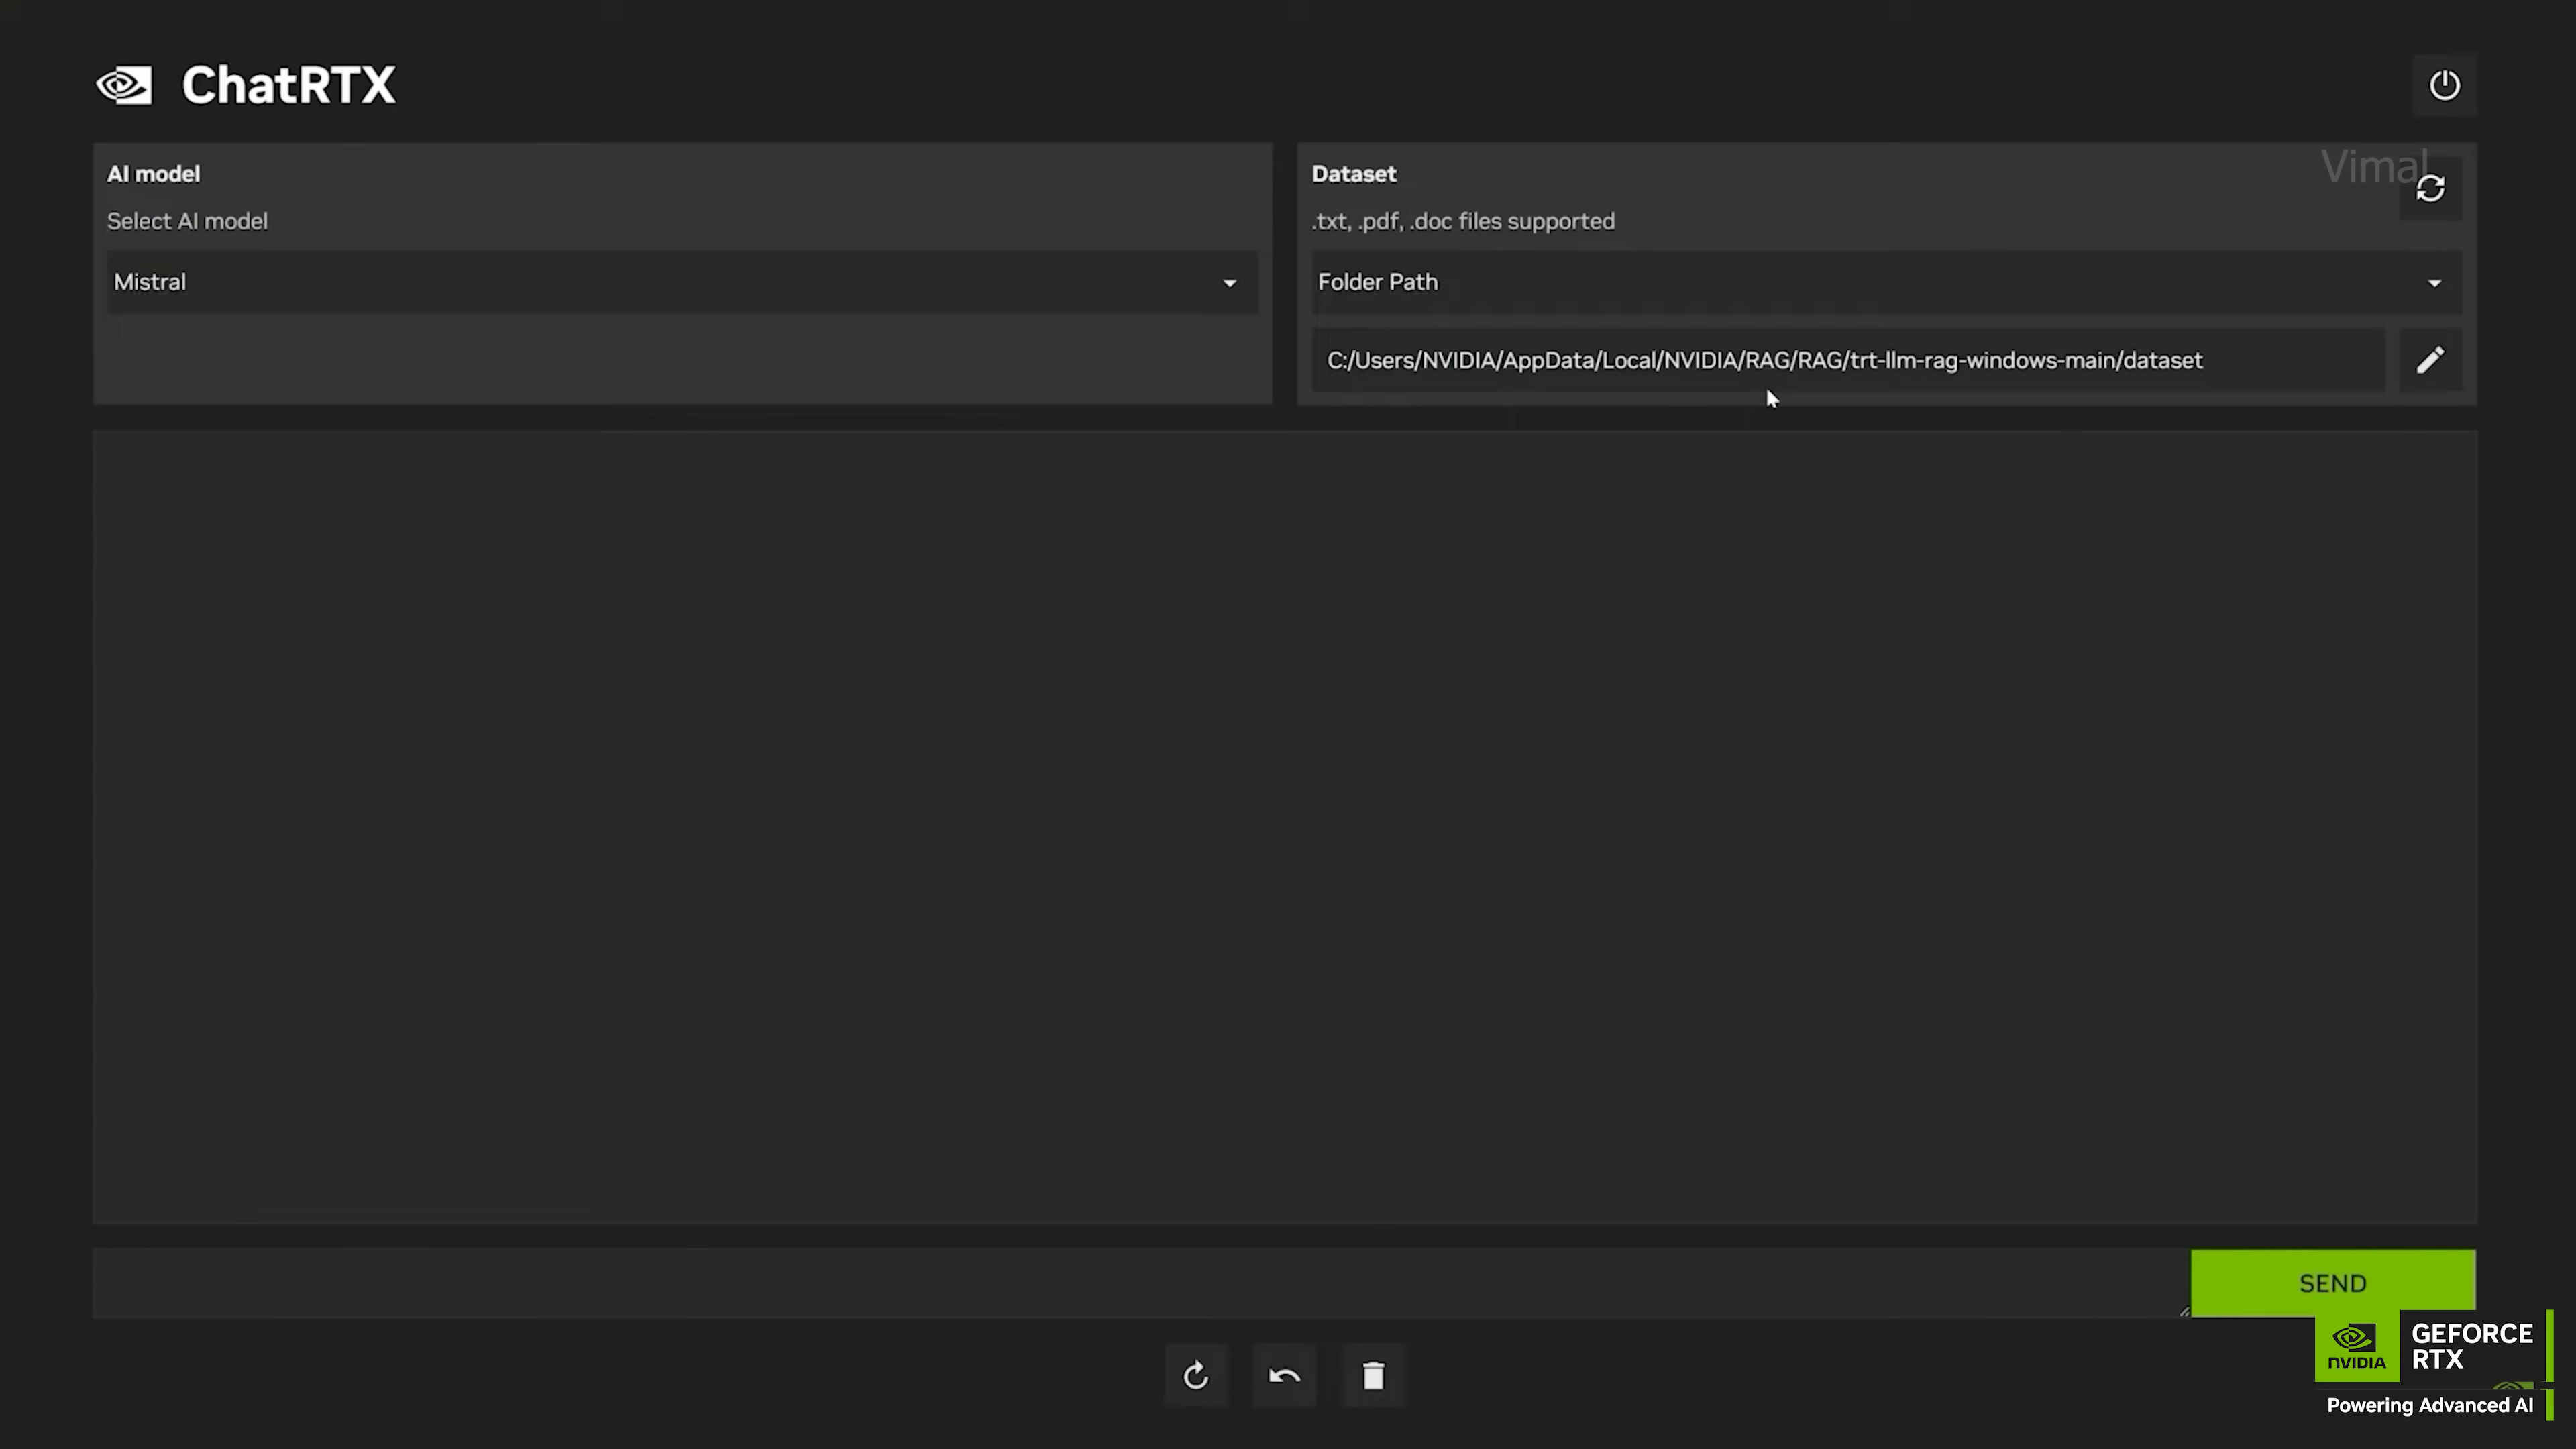 ChatRTX
AI model
Select AI model
Mistral
Dataset
Vimal
.txt, .pdf, .doc files supported
Folder Path
C:/Users/NVIDIA/AppData/Local/NVIDIA/RAG/RAG/trt-llm-rag-windows-main/dataset
SEND
NVIDIA
GEFORCE
RTX
Powering Advanced AI